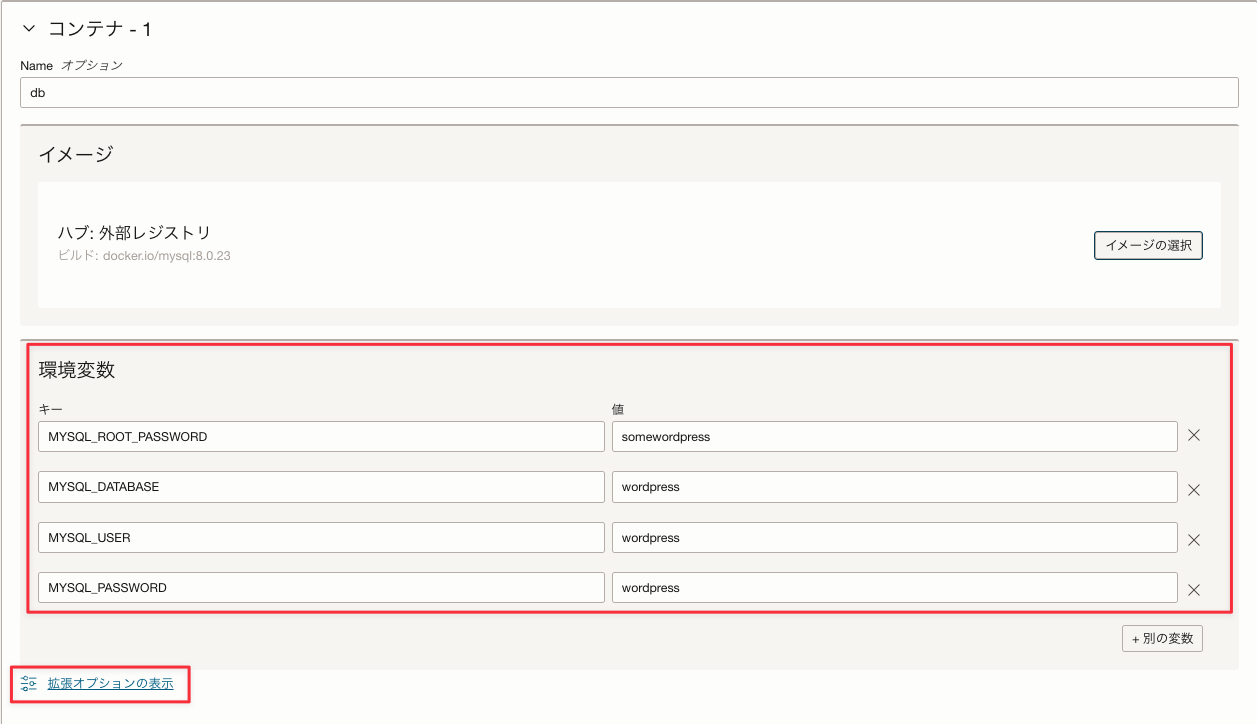 コンテナ - 1
Name オプション
db
イメージ
ハブ: 外部レジストリ
ビルド: docker.io/mysql:8.0.23
イメージの選択
環境変数
キー 値
MYSQL_ROOT_PASSWORD somewordpress
MYSQL_DATABASE wordpress
MYSQL_USER wordpress
MYSQL_PASSWORD wordpress
+ 別の変数
拡張オプションの表示